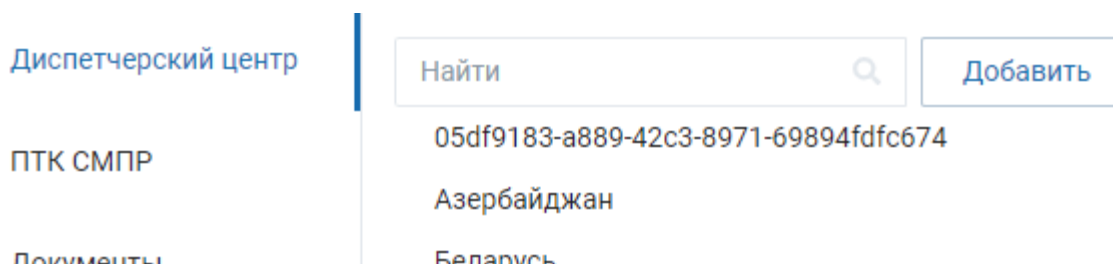 Диспетчерский центр
ПТК СМПР
Документы
Найти
Добавить
05df9183-a889-42c3-8971-69894fdfc674
Азербайджан
Беларусь